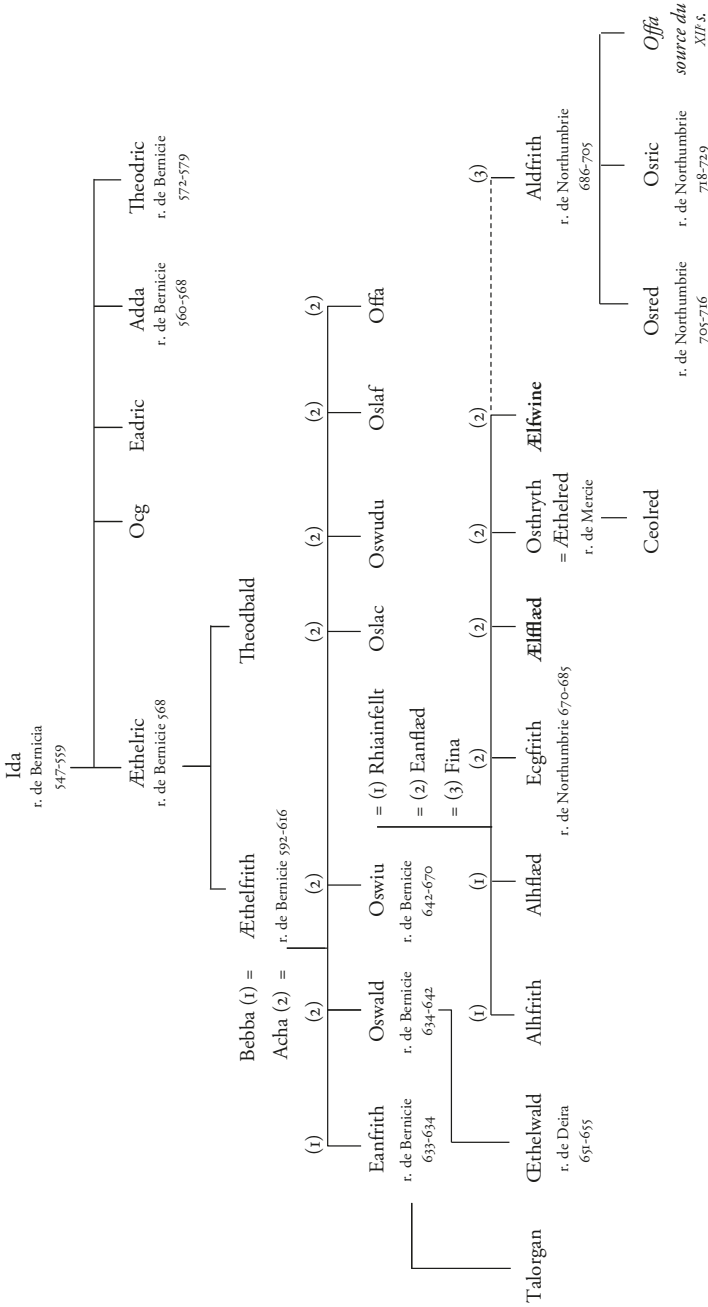 Ida
r. de Bernicia
547-559
Æthelric
r. de Bernicie 568
Ocg
Eadric
Adda
r. de Bernicie
560-568
Theodric
r. de Bernicie
572-579
Bebba (1) =
Acha (2) =
Æthelfrith
r. de Bernicie 592-616
Theodbald
(1)
(2)
(2)
(2)
(2)
(2)
(2)
Eanfrith
r. de Bernicie
633-634
Oswald
r. de Bernicie
634-642
Oswiu
r. de Bernicie
642-670
= (1) Rhiainfellt
= (2) Eanflæd
= (3) Fina
Oslac
Oswudu
Oslaf
Offa
Talorgan
Œthelwald
r. de Deira
651-655
(1)
(1)
(2)
(2)
(2)
(2)
(3)
Alhfrith
Alhflæd
Ecgfrith
r. de Northumbrie 670-685
Ælfflæd
Osthryth
= Æthelred
r. de Mercie
Ælfwine
Aldfrith
r. de Northumbrie
686-705
Ceolred
Osred
r. de Northumbrie
705-716
Osric
r. de Northumbrie
718-729
Offa
source du
XIIe s.